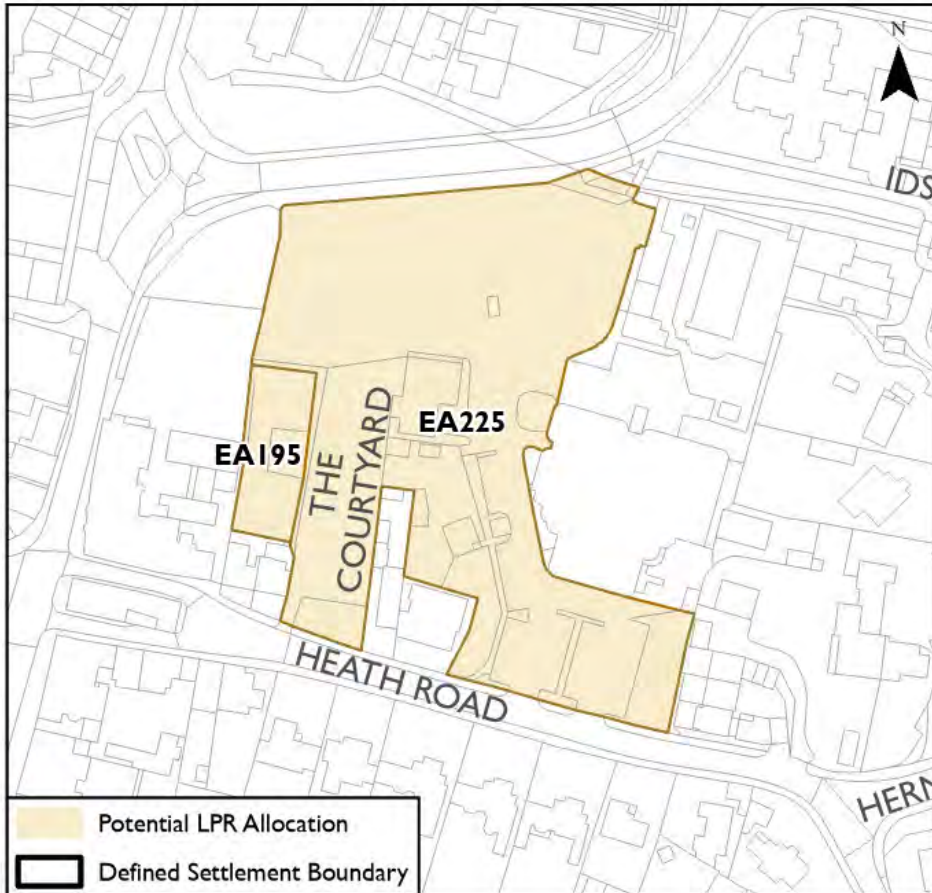 N
IDS
EA225
EA195
THE
COURTYARD
HEATH ROAD
HERN
Potential LPR Allocation
Defined Settlement Boundary